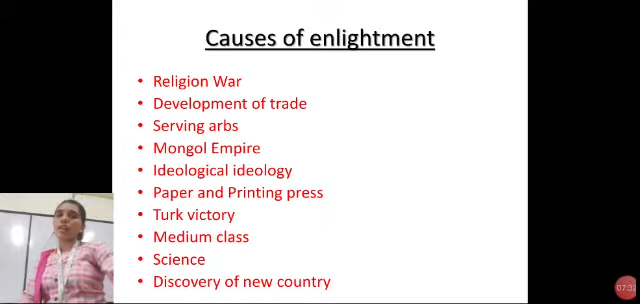 Causes of enlightment
Religion War
Development of trade
Serving arbs
Mongol Empire
Ideological ideology
Paper and Printing press
Turk victory
Medium class
Science
Discovery of new country